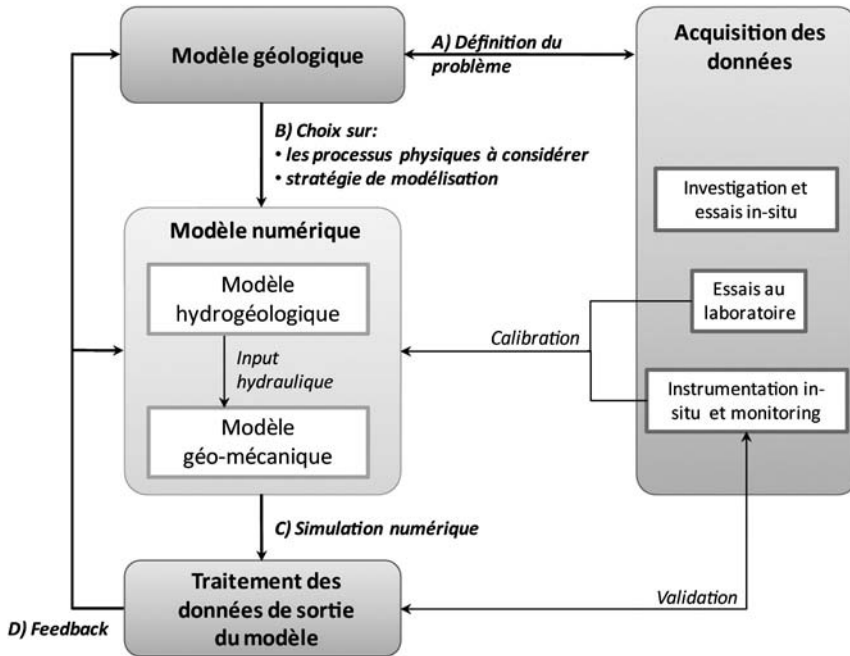 Modèle géologique
A) Définition du
problème
Acquisition des
données
B) Choix sur:
• les processus physiques à considérer
• stratégie de modélisation
Investigation et
essais in-situ
Modèle numérique
Modèle
hydrogéologique
Essais au
laboratoire
Calibration
Input
hydraulique
Instrumentation in-
situ et monitoring
Modèle
géo-mécanique
C) Simulation numérique
Traitement des
données de sortie
du modèle
Validation
D) Feedback